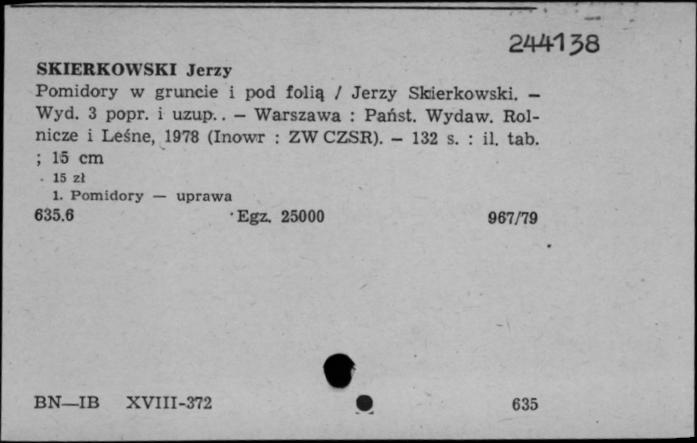 244138
SKIERKOWSKI Jerzy
Pomidory w gruncie i pod folią / Jerzy Skierkowski. —
Wyd. 3 popr. i uzup.. — Warszawa : Państ. Wydaw. Rol-
nicze i Leśne, 1978 (Inowr : ZW CZSR). — 132 s. : il. tab.
; 15 cm
15 zł
1. Pomidory — uprawa
635.6 Egz. 25000 967/79
BN—IB XVIII-372 635